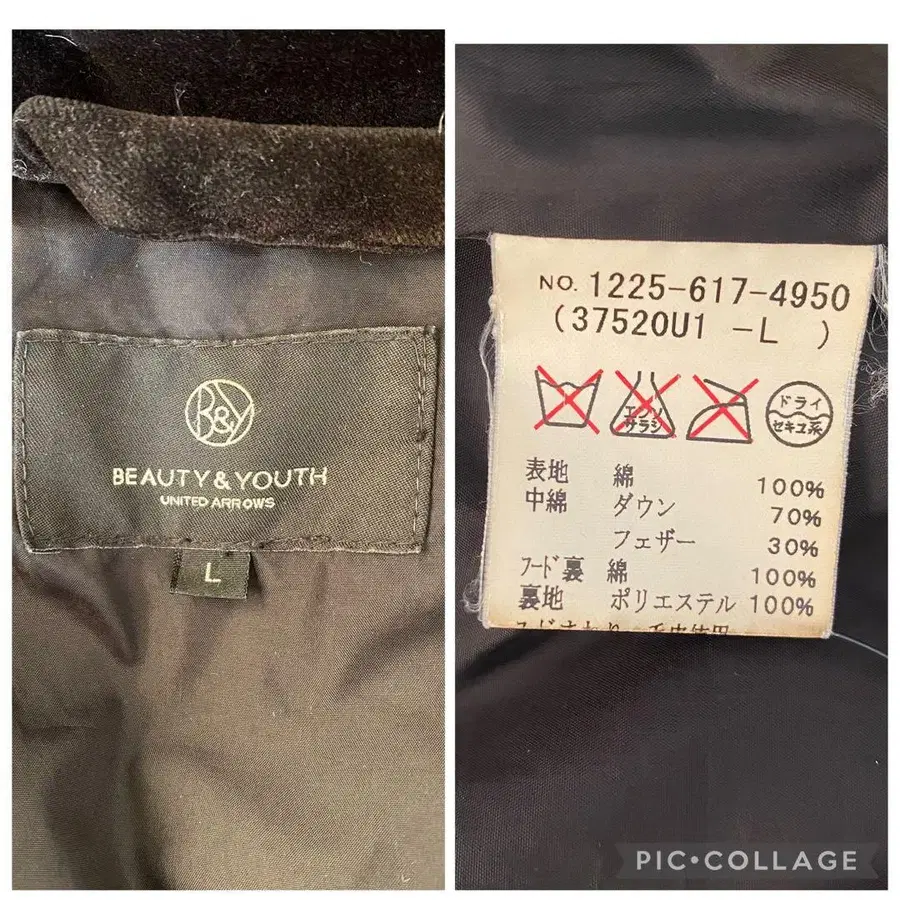 B&Y
BEAUTY & YOUTH
UNITED ARROWS
L
NO. 1225-617-4950
(37520U1 -L )
エンソ
サラシ
ドライ
セキユ系
表地 綿 100%
中綿 ダウン 70%
フェザー 30%
フード裏 綿 100%
裏地 ポリエステル 100%
PIC•COLLAGE